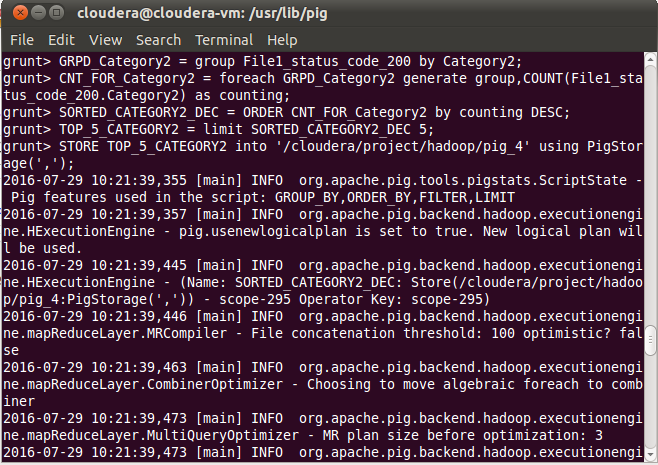 cloudera@cloudera-vm: /usr/lib/pig
File Edit View Search Terminal Help
grunt> GRPD_Category2 = group File1_status_code_200 by Category2;
grunt> CNT_FOR_Category2 = foreach GRPD_Category2 generate group,COUNT(File1_sta
tus_code_200.Category2) as counting;
grunt> SORTED_CATEGORY2_DEC = ORDER CNT_FOR_Category2 by counting DESC;
grunt> TOP_5_CATEGORY2 = limit SORTED_CATEGORY2_DEC 5;
grunt> STORE TOP_5_CATEGORY2 into '/cloudera/project/hadoop/pig_4' using PigStor
age(',');
2016-07-29 10:21:39,355 [main] INFO  org.apache.pig.tools.pigstats.ScriptState -
 Pig features used in the script: GROUP_BY,ORDER_BY,FILTER,LIMIT
2016-07-29 10:21:39,357 [main] INFO  org.apache.pig.backend.hadoop.executionengi
ne.HExecutionEngine - pig.usenewlogicalplan is set to true. New logical plan wil
l be used.
2016-07-29 10:21:39,445 [main] INFO  org.apache.pig.backend.hadoop.executionengi
ne.HExecutionEngine - (Name: SORTED_CATEGORY2_DEC: Store(/cloudera/project/hadoo
p/pig_4:PigStorage(',')) - scope-295 Operator Key: scope-295)
2016-07-29 10:21:39,446 [main] INFO  org.apache.pig.backend.hadoop.executionengi
ne.mapReduceLayer.MRCompiler - File concatenation threshold: 100 optimistic? fal
se
2016-07-29 10:21:39,463 [main] INFO  org.apache.pig.backend.hadoop.executionengi
ne.mapReduceLayer.CombinerOptimizer - Choosing to move algebraic foreach to comb
iner
2016-07-29 10:21:39,473 [main] INFO  org.apache.pig.backend.hadoop.executionengi
ne.mapReduceLayer.MultiQueryOptimizer - MR plan size before optimization: 3
2016-07-29 10:21:39,473 [main] INFO  org.apache.pig.backend.hadoop.executionengi